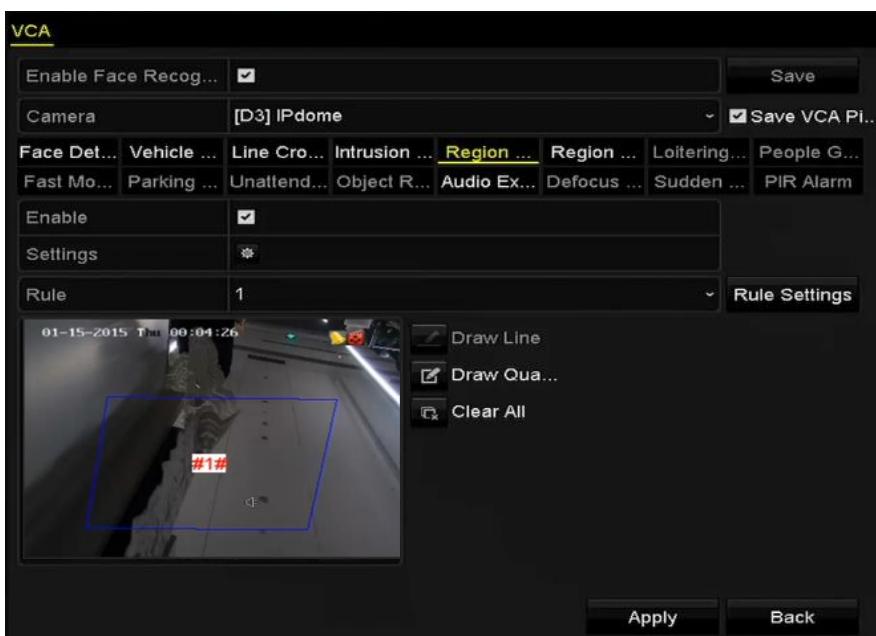 VCA
Enable Face Recog... Save
Camera [D3] IPdome Save VCA Pi..
Face Det... Vehicle ... Line Cro... Intrusion ... Region ... Region ... Loitering... People G...
Fast Mo... Parking ... Unattend... Object R... Audio Ex... Defocus ... Sudden ... PIR Alarm
Enable
Settings
Rule 1 Rule Settings
01-15-2015 Thu 00:04:26
Draw Line
Draw Qua...
Clear All
#1#
Apply Back